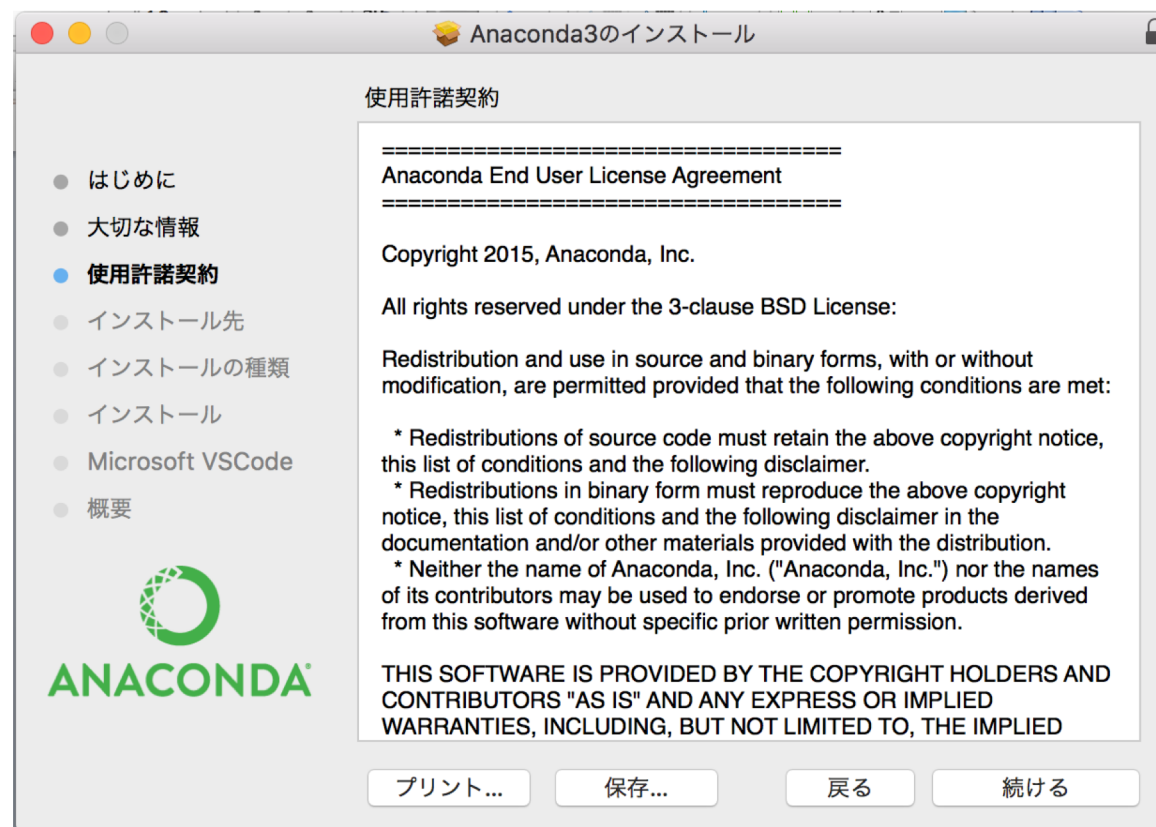 Anaconda3のインストール
使用許諾契約
はじめに
大切な情報
使用許諾契約
インストール先
インストールの種類
インストール
Microsoft VSCode
概要
ANACONDA
===================================
Anaconda End User License Agreement
===================================
Copyright 2015, Anaconda, Inc.
All rights reserved under the 3-clause BSD License:
Redistribution and use in source and binary forms, with or without
modification, are permitted provided that the following conditions are met:
* Redistributions of source code must retain the above copyright notice,
this list of conditions and the following disclaimer.
* Redistributions in binary form must reproduce the above copyright
notice, this list of conditions and the following disclaimer in the
documentation and/or other materials provided with the distribution.
* Neither the name of Anaconda, Inc. ("Anaconda, Inc.") nor the names
of its contributors may be used to endorse or promote products derived
from this software without specific prior written permission.
THIS SOFTWARE IS PROVIDED BY THE COPYRIGHT HOLDERS AND
CONTRIBUTORS "AS IS" AND ANY EXPRESS OR IMPLIED
WARRANTIES, INCLUDING, BUT NOT LIMITED TO, THE IMPLIED
プリント...
保存...
戻る
続ける